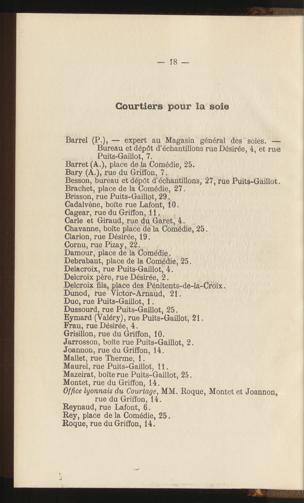 — 18 —
Courtiers pour la soie
Barrel (P.), — expert au Magasin général des soies. —
Bureau et dépôt d'échantillons rue Désirée, 4, et rue
Puits-Gaillot, 7.
Barret (A.), place de la Comédie, 25.
Bary (A.), rue du Griffon, 7.
Besson, bureau et dépôt d'échantillons, 27, rue Puits-Gaillot.
Brachet, place de la Comédie, 27.
Brisson, rue Puits-Gaillot, 29.
Cadalvène, boîte rue Lafont, 10.
Cagear, rue du Griffon, 11.
Carle et Giraud, rue du Garet, 4.
Chavanne, boîte place de la Comédie, 25.
Clarion, rue Désirée, 19.
Cornu, rue Pizay, 22.
Damour, place de la Comédie.
Debrabant, place de la Comédie, 25.
Delacroix, rue Puits-Gaillot, 4.
Delcroix père, rue Désirée, 2.
Delcroix fils, place des Pénitents-de-la-Croix.
Dunod, rue Victor-Arnaud, 21.
Duc, rue Puits-Gaillot, 1.
Dussourd, rue Puits-Gaillot, 25.
Eymard (Valéry), rue Puits-Gaillot, 21.
Frau, rue Désirée, 4.
Grisillon, rue du Griffon, 10.
Jarrosson, boîte rue Puits-Gaillot, 2.
Joannon, rue du Griffon, 14.
Mallet, rue Therme, 1.
Maurel, rue Puits-Gaillot, 11.
Mazeirat, boîte rue Puits-Gaillot, 25.
Montet, rue du Griffon, 14.
Office lyonnais du Courtage, MM. Roque, Montet et Joannon,
rue du Griffon, 14.
Reynaud, rue Lafont, 6.
Rey, place de la Comédie, 25.
Roque, rue du Griffon, 14.